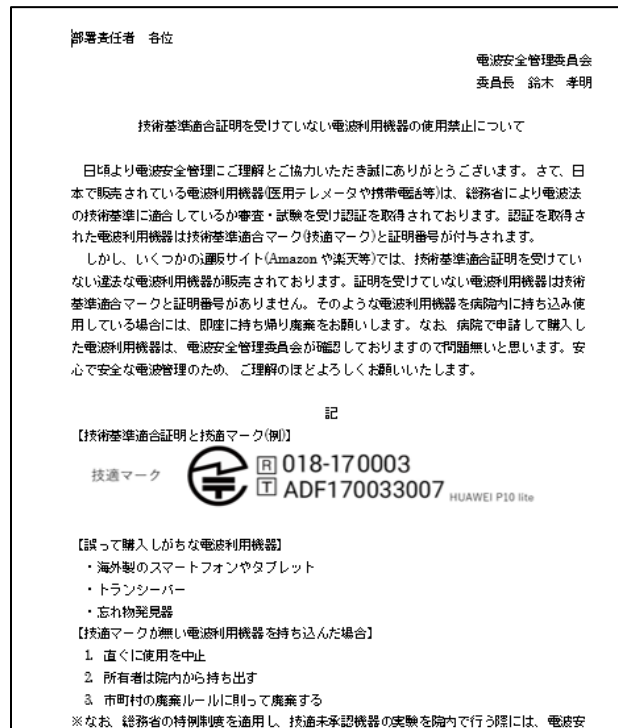 部署責任者　各位
電波安全管理委員会
委員長　鈴木　孝明
技術基準適合証明を受けていない電波利用機器の使用禁止について
日頃より電波安全管理にご理解とご協力いただき誠にありがとうございます。さて、日
本で販売されている電波利用機器(医用テレメータや携帯電話等)は、総務省により電波法
の技術基準に適合しているか審査・試験を受け認証を取得されております。認証を取得さ
れた電波利用機器は技術基準適合マーク(技適マーク)と証明番号が付与されます。
しかし、いくつかの通販サイト(Amazon や楽天等)では、技術基準適合証明を受けてい
ない違法な電波利用機器が販売されております。証明を受けていない電波利用機器は技術
基準適合マークと証明番号がありません。そのような電波利用機器を病院内に持ち込み使
用している場合には、即座に持ち帰り廃棄をお願いします。なお、病院で申請して購入し
た電波利用機器は、電波安全管理委員会が確認しておりますので問題無いと思います。安
心で安全な電波管理のため、ご理解のほどよろしくお願いいたします。
記
【技術基準適合証明と技適マーク(例)】
技適マーク R 018-170003
T ADF170033007 HUAWEI P10 lite
【誤って購入しがちな電波利用機器】
・海外製のスマートフォンやタブレット
・トランシーバー
・忘れ物発見器
【技適マークが無い電波利用機器を持ち込んだ場合】
1. 直ぐに使用を中止
2. 所有者は院内から持ち出す
3. 市町村の廃棄ルールに則って廃棄する
※なお、総務省の特例制度を適用し、技適未承認機器の実験を院内で行う際には、電波安